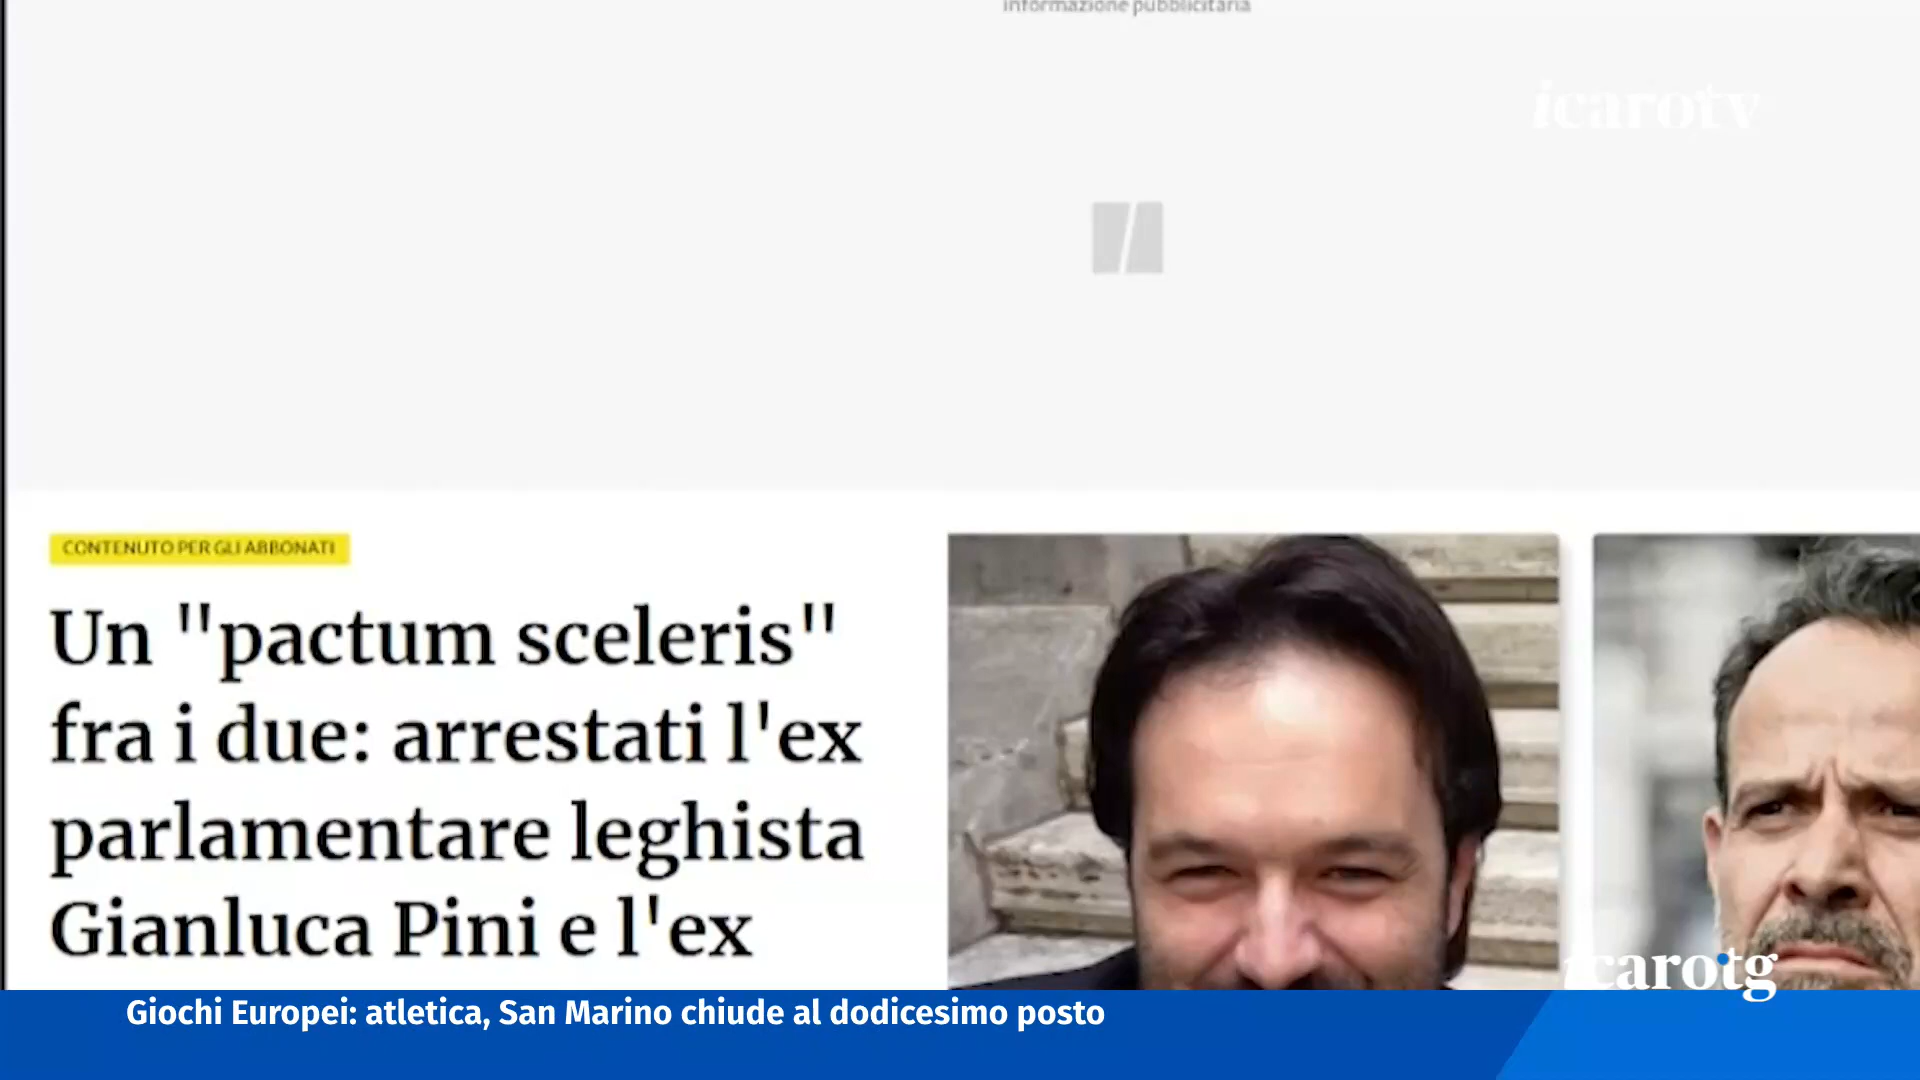 informazione pubblicitaria
icarotv
CONTENUTO PER GLI ABBONATI
Un "pactum sceleris"
fra i due: arrestati l'ex
parlamentare leghista
Gianluca Pini e l'ex
icarotg
Giochi Europei: atletica, San Marino chiude al dodicesimo posto